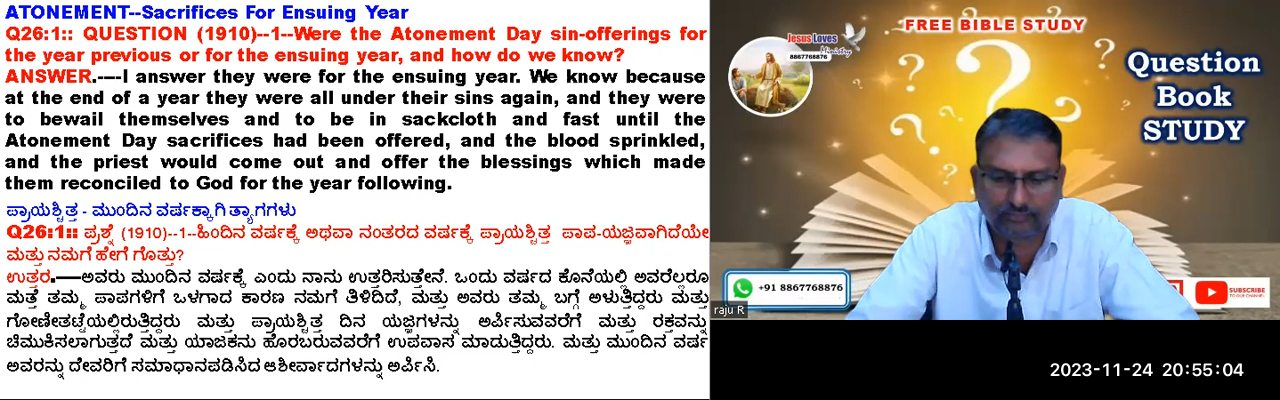 ATONEMENT--Sacrifices For Ensuing Year
Q26:1:: QUESTION (1910)--1--Were the Atonement Day sin-offerings for
the year previous or for the ensuing year, and how do we know?
ANSWER.----I answer they were for the ensuing year. We know because
at the end of a year they were all under their sins again, and they were
to bewail themselves and to be in sackcloth and fast until the
Atonement Day sacrifices had been offered, and the blood sprinkled,
and the priest would come out and offer the blessings which made
them reconciled to God for the year following.
ಪ್ರಾಯಶ್ಚಿತ್ತ - ಮುಂದಿನ ವರ್ಷಕ್ಕಾಗಿ ತ್ಯಾಗಗಳು
Q26:1:: ಪ್ರಶ್ನೆ (1910)--1--ಹಿಂದಿನ ವರ್ಷಕ್ಕೆ ಅಥವಾ ನಂತರದ ವರ್ಷಕ್ಕೆ ಪ್ರಾಯಶ್ಚಿತ್ತ ಪಾಪ-ಯಜ್ಞವಾಗಿದೆಯೇ
ಮತ್ತು ನಮಗೆ ಹೇಗೆ ಗೊತ್ತು?
ಉತ್ತರ.----ಅವರು ಮುಂದಿನ ವರ್ಷಕ್ಕೆ ಎಂದು ನಾನು ಉತ್ತರಿಸುತ್ತೇನೆ. ಒಂದು ವರ್ಷದ ಕೊನೆಯಲ್ಲಿ ಅವರೆಲ್ಲರೂ
ಮತ್ತೆ ತಮ್ಮ ಪಾಪಗಳಿಗೆ ಒಳಗಾದ ಕಾರಣ ನಮಗೆ ತಿಳಿದಿದೆ, ಮತ್ತು ಅವರು ತಮ್ಮ ಬಗ್ಗೆ ಅಳುತ್ತಿದ್ದರು ಮತ್ತು
ಗೋಣೀತಟ್ಟೆಯಲ್ಲಿರುತ್ತಿದ್ದರು ಮತ್ತು ಪ್ರಾಯಶ್ಚಿತ್ತ ದಿನ ಯಜ್ಞಗಳನ್ನು ಅರ್ಪಿಸುವವರೆಗೆ ಮತ್ತು ರಕ್ತವನ್ನು
ಚಿಮುಕಿಸಲಾಗುತ್ತದೆ ಮತ್ತು ಯಾಜಕನು ಹೊರಬರುವವರೆಗೆ ಉಪವಾಸ ಮಾಡುತ್ತಿದ್ದರು. ಮತ್ತು ಮುಂದಿನ ವರ್ಷ
ಅವರನ್ನು ದೇವರಿಗೆ ಸಮಾಧಾನಪಡಿಸಿದ ಆಶೀರ್ವಾದಗಳನ್ನು ಅರ್ಪಿಸಿ.
FREE BIBLE STUDY
Jesus Loves
Ministry
8867768876
Question
Book
STUDY
+91 8867768876
SUBSCRIBE
TO OUR CHANNEL
raju R
2023-11-24 20:55:04